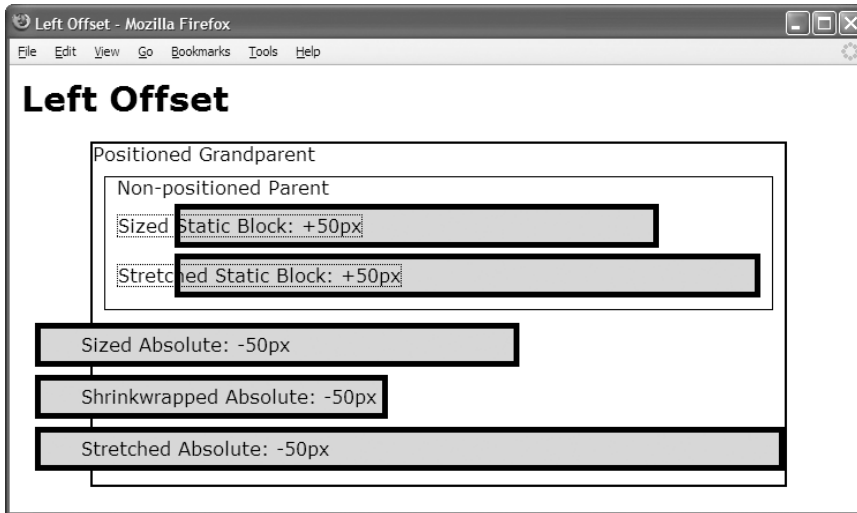 Left Offset - Mozilla Firefox
File Edit View Go Bookmarks Tools Help
Left Offset
Positioned Grandparent
Non-positioned Parent
Sized Static Block: +50px
Stretched Static Block: +50px
Sized Absolute: -50px
Shrinkwrapped Absolute: -50px
Stretched Absolute: -50px